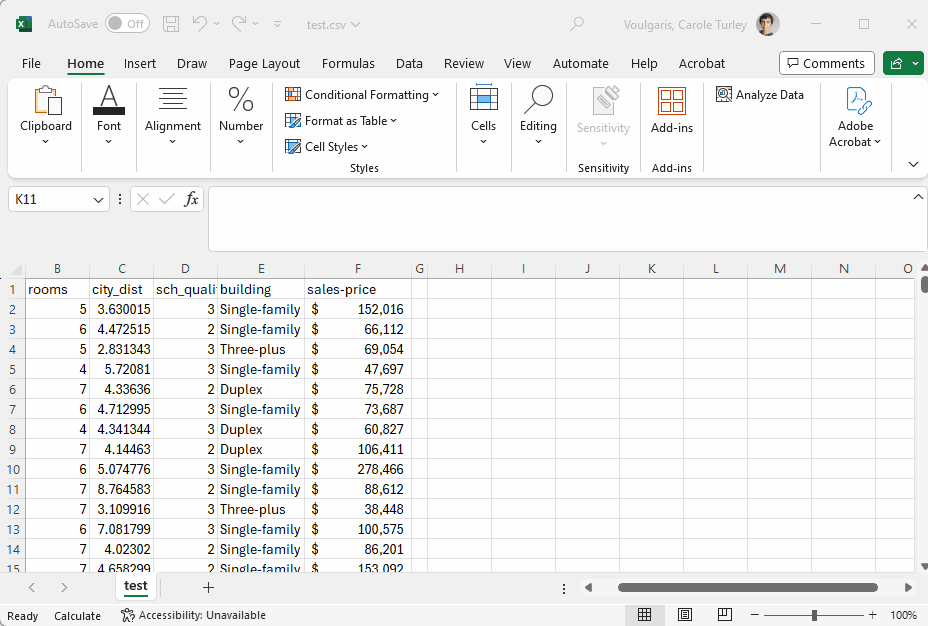 AutoSave Off test.csv Voulgaris, Carole Turley
File Home Insert Draw Page Layout Formulas Data Review View Automate Help Acrobat Comments
Clipboard Font Alignment Number Conditional Formatting Format as Table Cell Styles Cells Editing Sensitivity Add-ins Analyze Data Adobe Acrobat
Styles Sensitivity Add-ins
K11 fx
B C D E F G H I J K L M N O
1 rooms city_dist sch_quali building sales-price
2 5 3.630015 3 Single-family $ 152,016
3 6 4.472515 2 Single-family $ 66,112
4 5 2.831343 3 Three-plus $ 69,054
5 4 5.72081 3 Single-family $ 47,697
6 7 4.33636 2 Duplex $ 75,728
7 6 4.712995 3 Single-family $ 73,687
8 4 4.341344 3 Duplex $ 60,827
9 7 4.14463 2 Duplex $ 106,411
10 6 5.074776 3 Single-family $ 278,466
11 7 8.764583 2 Single-family $ 88,612
12 7 3.109916 3 Three-plus $ 38,448
13 6 7.081799 3 Single-family $ 100,575
14 7 4.02302 2 Single-family $ 86,201
15 7 4.658299 2 Single-family $ 153,092
test
Ready Calculate Accessibility: Unavailable 100%